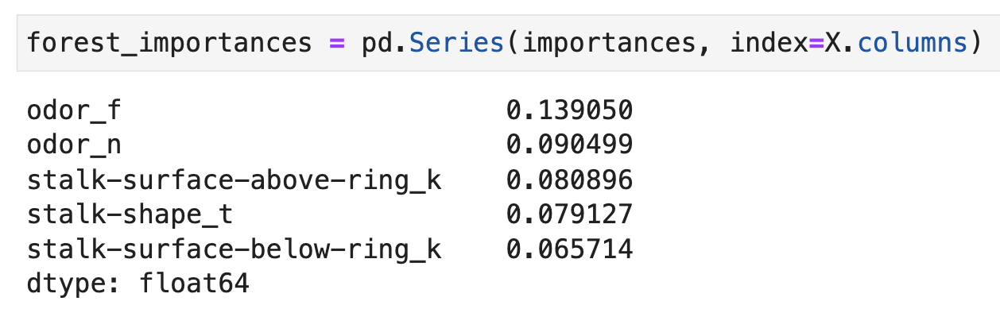 forest_importances = pd.Series(importances, index=X.columns)
odor_f 0.139050
odor_n 0.090499
stalk-surface-above-ring_k 0.080896
stalk-shape_t 0.079127
stalk-surface-below-ring_k 0.065714
dtype: float64